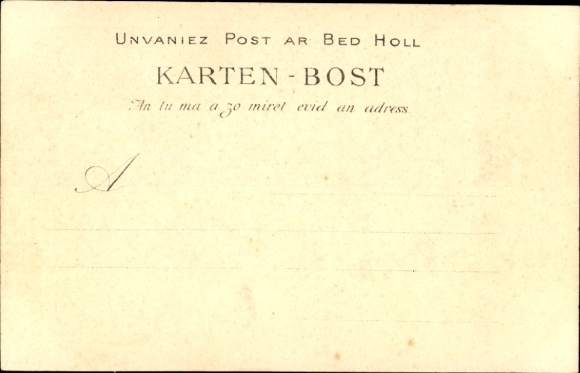 UNVANIEZ POST AR BED HOLL
KARTEN-BOST
An tu ma a zo miret evid an adress
A